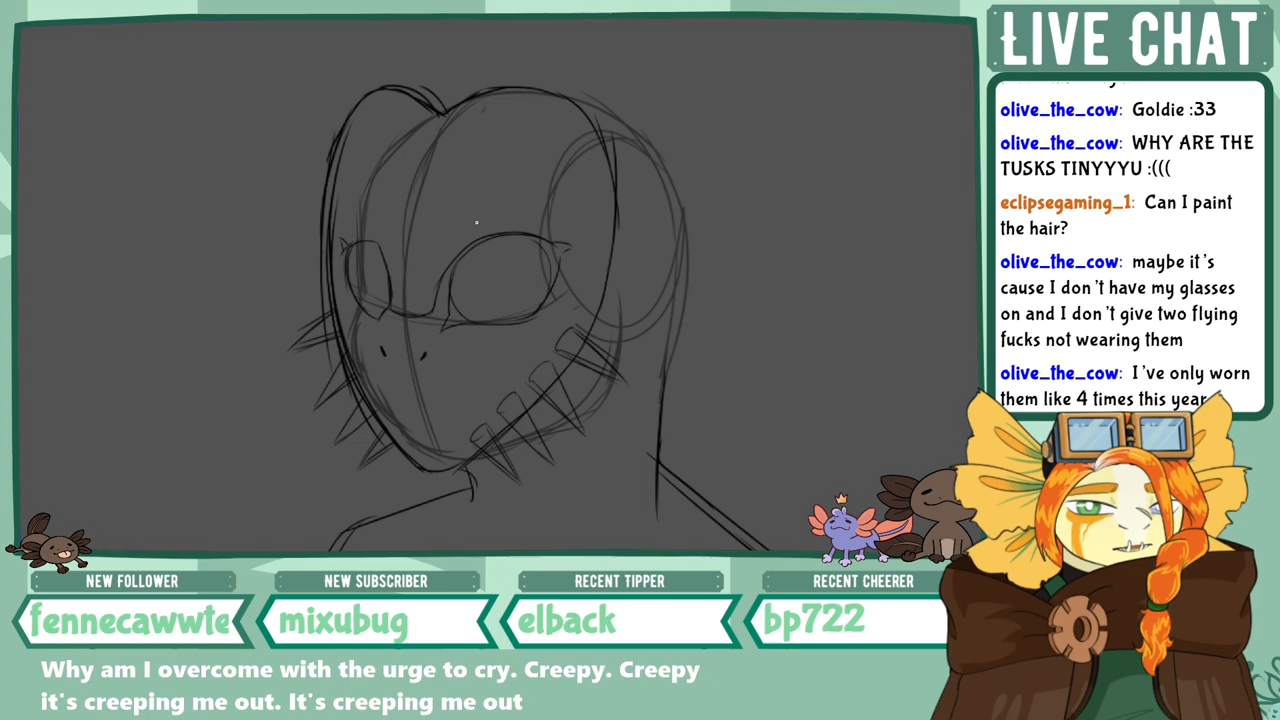 LIVE CHAT
olive_the_cow: Goldie :33
olive_the_cow: WHY ARE THE
TUSKS TINYYYU :(((
eclipsegaming_1: Can I paint
the hair?
olive_the_cow: maybe it's
cause I don't have my glasses
on and I don't give two flying
fucks not wearing them
olive_the_cow: I've only worn
them like 4 times this year
NEW FOLLOWER
fennecawwte
NEW SUBSCRIBER
mixubug
RECENT TIPPER
elback
RECENT CHEERER
bp722
Why am I overcome with the urge to cry. Creepy. Creepy
it's creeping me out. It's creeping me out